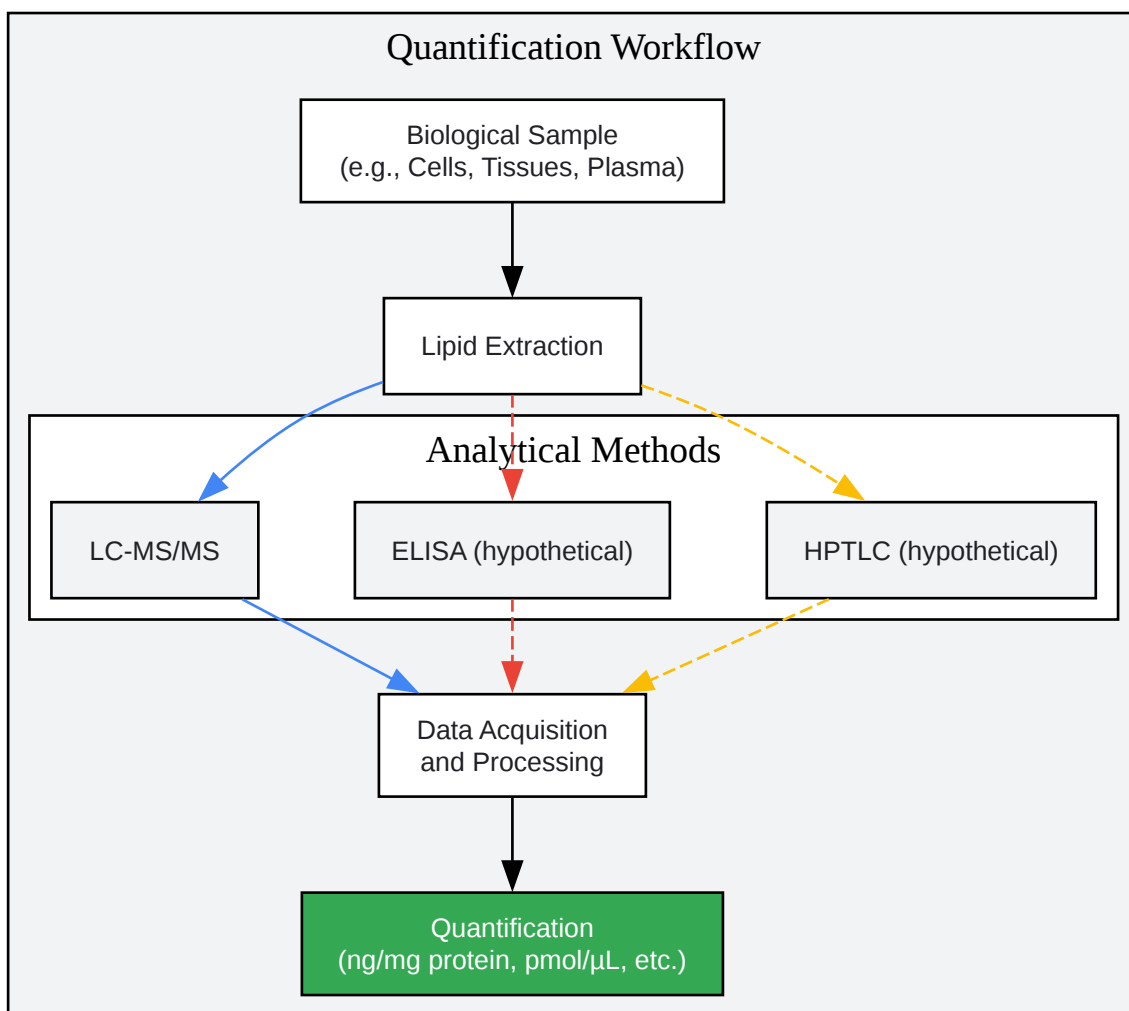 Quantification Workflow
Biological Sample
(e.g., Cells, Tissues, Plasma)
Lipid Extraction
Analytical Methods
LC-MS/MS
ELISA (hypothetical)
HPTLC (hypothetical)
Data Acquisition
and Processing
Quantification
(ng/mg protein, pmol/µL, etc.)